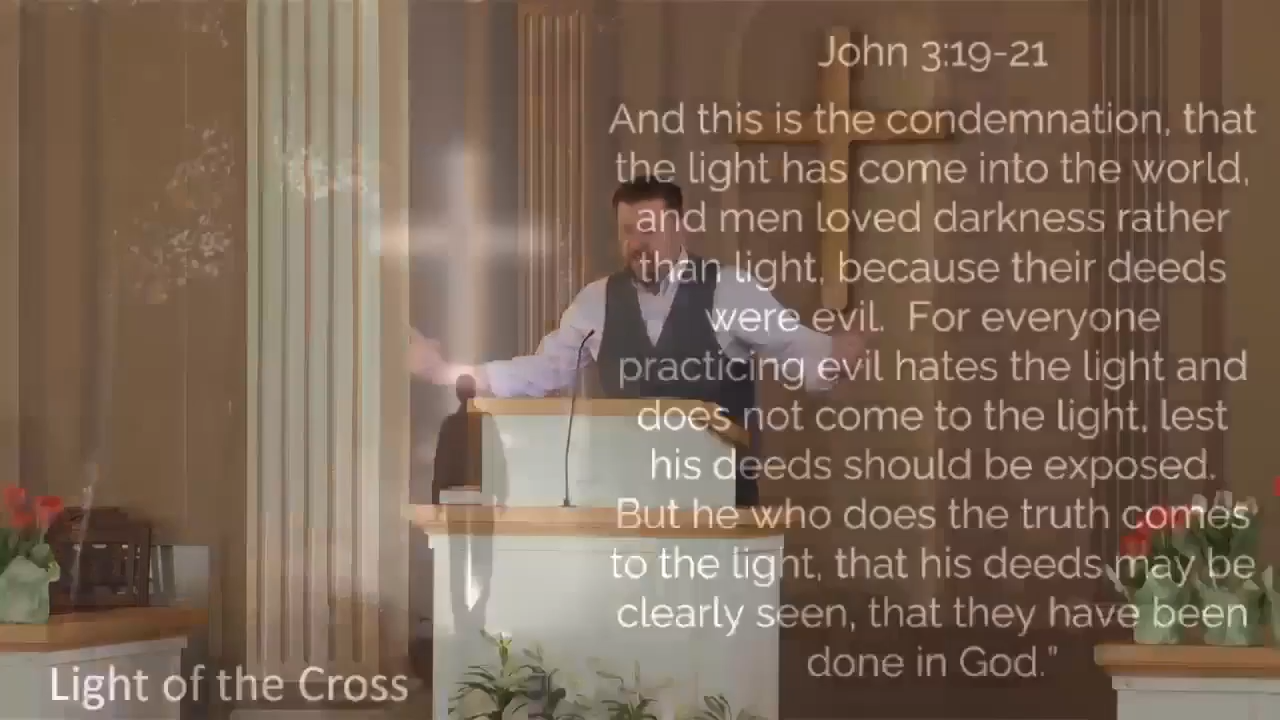 John 3:19-21
And this is the condemnation, that
the light has come into the world,
and men loved darkness rather
than light, because their deeds
were evil.  For everyone
practicing evil hates the light and
does not come to the light, lest
his deeds should be exposed.
But he who does the truth comes
to the light, that his deeds may be
clearly seen, that they have been
done in God.”
Light of the Cross